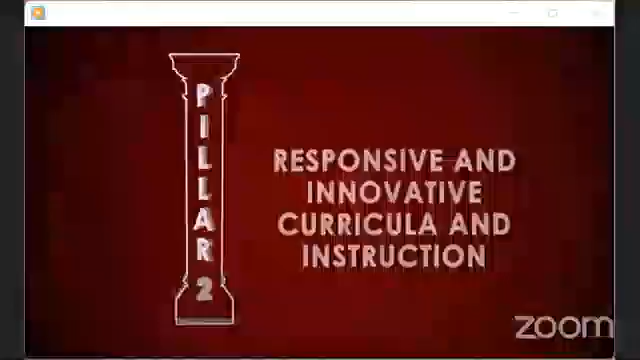 PILLAR 2
RESPONSIVE AND
INNOVATIVE
CURRICULA AND
INSTRUCTION
zoom